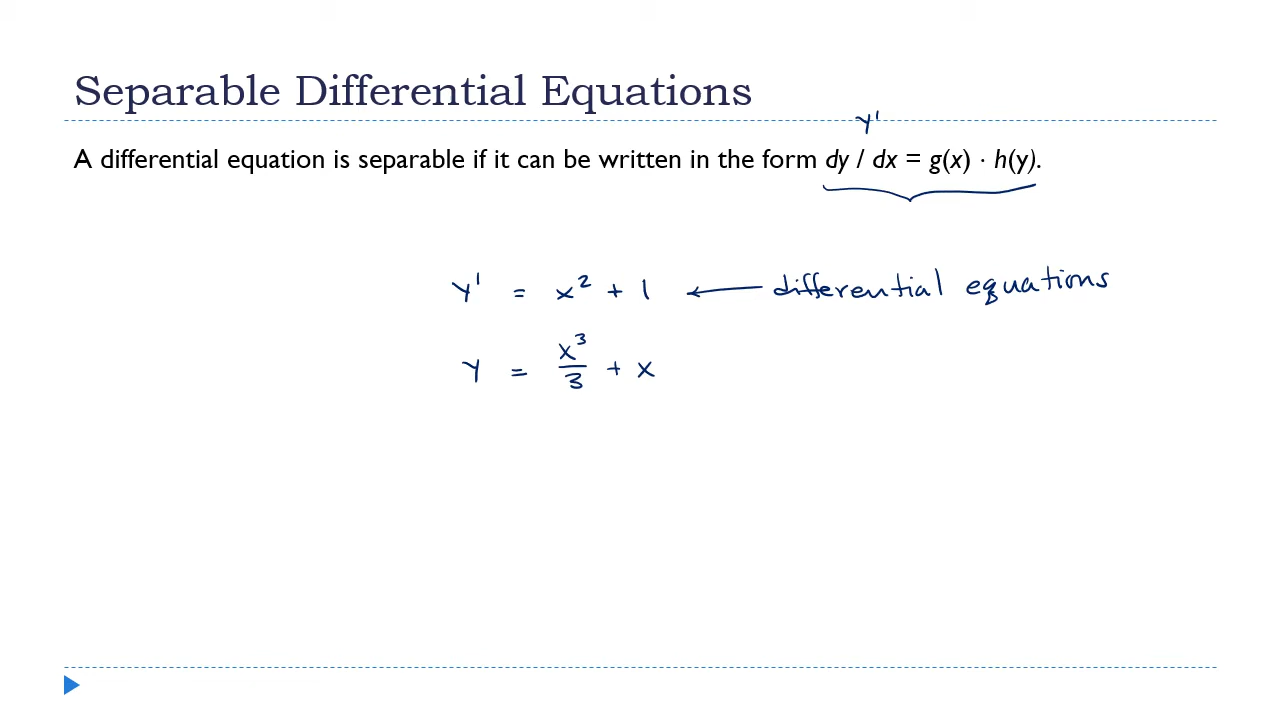 Separable Differential Equations
y'
A differential equation is separable if it can be written in the form dy / dx = g(x) · h(y).
y' = x² + 1 ← differential equations
y = x³/3 + x